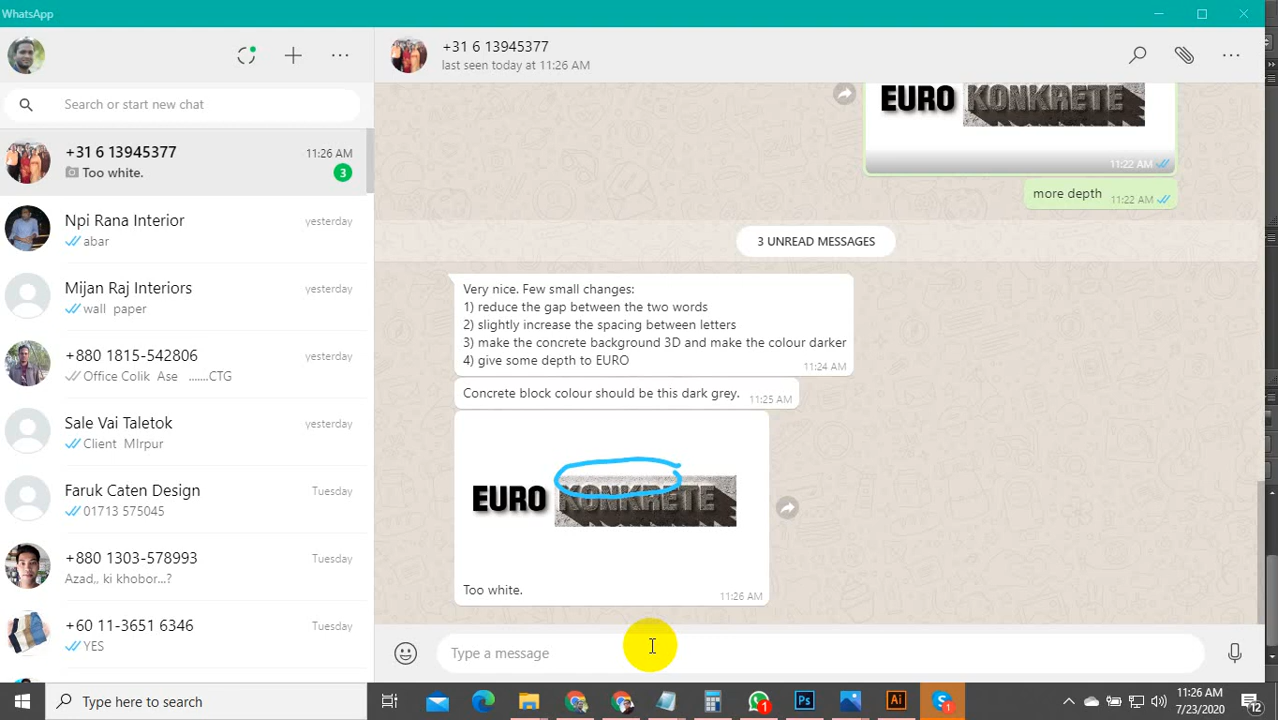 WhatsApp
+31 6 13945377
last seen today at 11:26 AM
Search or start new chat
+31 6 13945377
11:26 AM
Too white.
3
Npi Rana Interior
yesterday
abar
Mijan Raj Interiors
yesterday
wall paper
+880 1815-542806
yesterday
Office Colik Ase .......CTG
Sale Vai Taletok
yesterday
Client MIrpur
Faruk Caten Design
Tuesday
01713 575045
+880 1303-578993
Tuesday
Azad,, ki khobor...?
+60 11-3651 6346
Tuesday
YES
EURO KONKRETE
11:22 AM
more depth
11:22 AM
3 UNREAD MESSAGES
Very nice. Few small changes:
1) reduce the gap between the two words
2) slightly increase the spacing between letters
3) make the concrete background 3D and make the colour darker
4) give some depth to EURO
11:24 AM
Concrete block colour should be this dark grey.
11:25 AM
EURO KONKRETE
Too white.
11:26 AM
Type a message
Type here to search
1
Ps
Ai
S
1
11:26 AM
7/23/2020
12